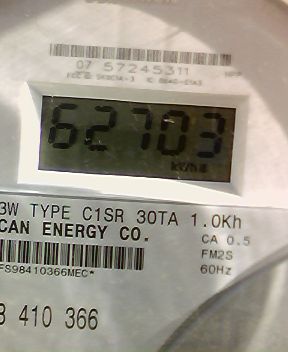 07 57245311
62703
3W TYPE C1SR 30TA 1.0Kh
CAN ENERGY CO.
CA 0.5
FM2S
FS98410366MEC*
60Hz
3 410 366